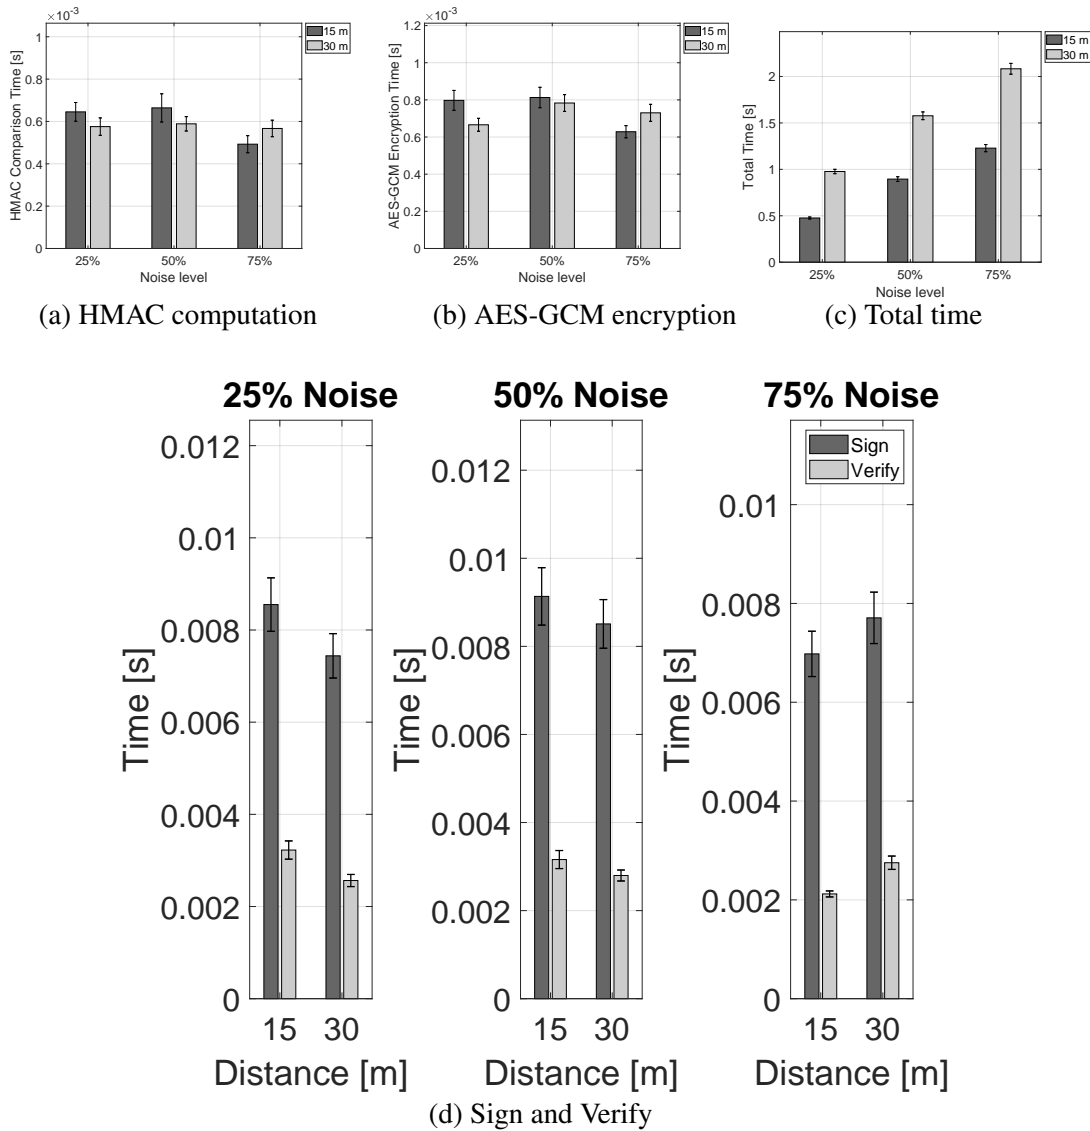 ×10⁻³
1
0.8
0.6
0.4
0.2
0
HMAC Comparison Time [s]
25% 50% 75%
Noise level
15 m
30 m
(a) HMAC computation
×10⁻³
1.2
1
0.8
0.6
0.4
0.2
0
AES-GCM Encryption Time [s]
25% 50% 75%
Noise level
15 m
30 m
(b) AES-GCM encryption
2
1.5
1
0.5
0
Total Time [s]
25% 50% 75%
Noise level
15 m
30 m
(c) Total time
25% Noise
0.012
0.01
0.008
0.006
0.004
0.002
0
Time [s]
15 30
Distance [m]
50% Noise
0.012
0.01
0.008
0.006
0.004
0.002
0
Time [s]
15 30
Distance [m]
75% Noise
Sign
Verify
0.01
0.008
0.006
0.004
0.002
0
Time [s]
15 30
Distance [m]
(d) Sign and Verify